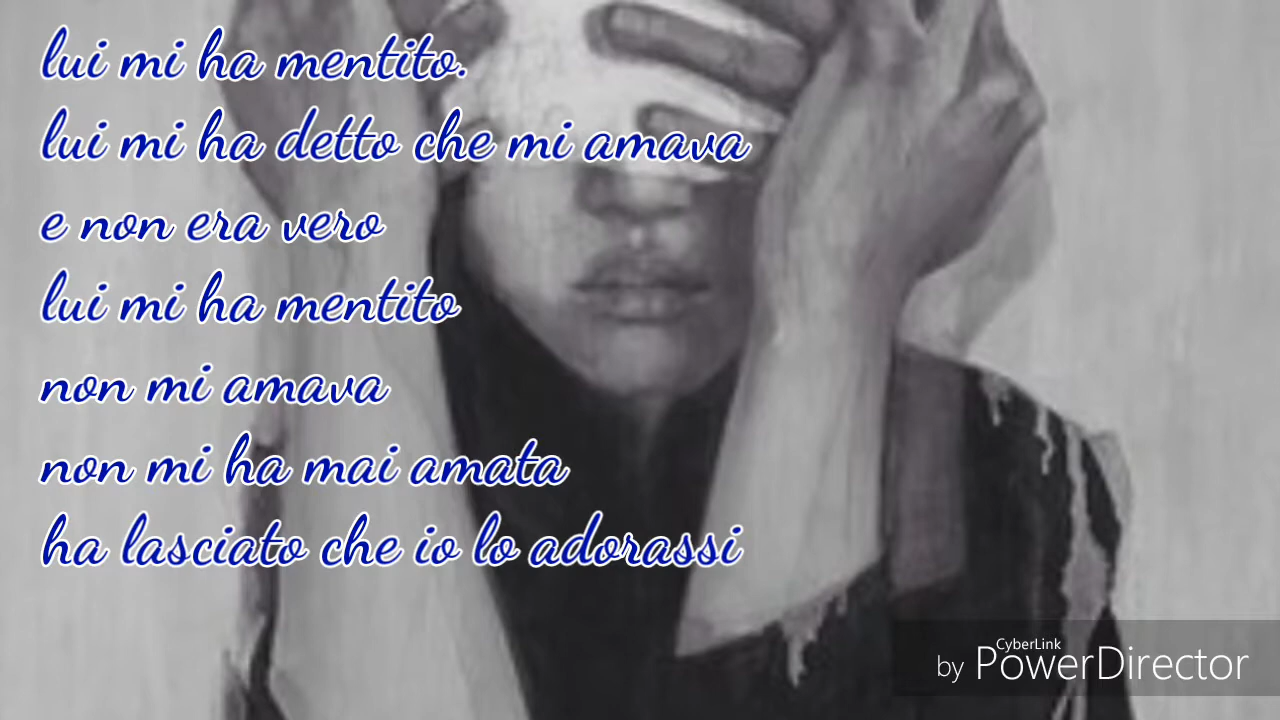 lui mi ha mentito.
lui mi ha detto che mi amava
e non era vero
lui mi ha mentito
non mi amava
non mi ha mai amata
ha lasciato che io lo adorassi
CyberLink
by PowerDirector